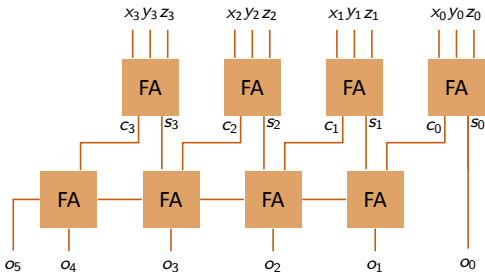 x₃ y₃ z₃ x₂ y₂ z₂ x₁ y₁ z₁ x₀ y₀ z₀
FA FA FA FA
c₃ s₃ c₂ s₂ c₁ s₁ c₀ s₀
FA FA FA FA
o₅ o₄ o₃ o₂ o₁ o₀